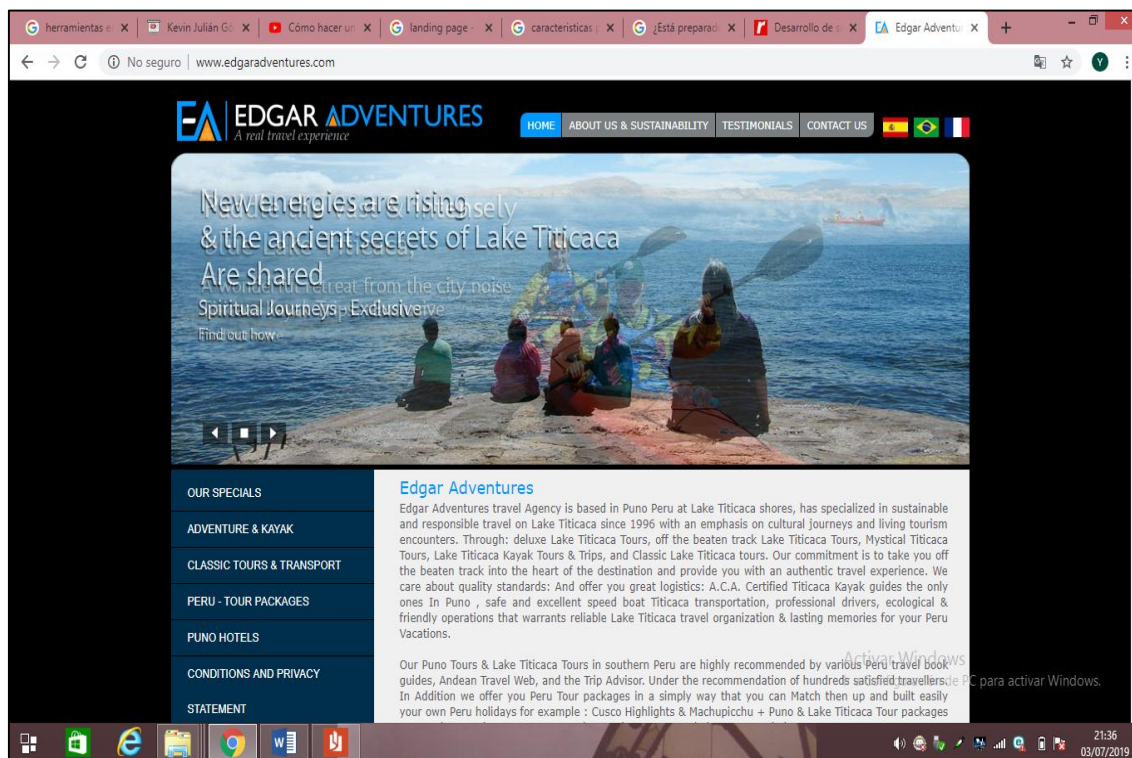 herramientas e
Kevin Julián Gó
Cómo hacer un
landing page -
caracteristicas p
¿Está preparado
Desarrollo de s
Edgar Adventur
No seguro | www.edgaradventures.com
EDGAR ADVENTURES
A real travel experience
HOME
ABOUT US & SUSTAINABILITY
TESTIMONIALS
CONTACT US
New energies are rising
& the ancient secrets of Lake Titicaca
Are shared
retreat from the city noise
Spiritual Journeys - Exclusive
Find out how
OUR SPECIALS
ADVENTURE & KAYAK
CLASSIC TOURS & TRANSPORT
PERU - TOUR PACKAGES
PUNO HOTELS
CONDITIONS AND PRIVACY
STATEMENT
Edgar Adventures
Edgar Adventures travel Agency is based in Puno Peru at Lake Titicaca shores, has specialized in sustainable
and responsible travel on Lake Titicaca since 1996 with an emphasis on cultural journeys and living tourism
encounters. Through: deluxe Lake Titicaca Tours, off the beaten track Lake Titicaca Tours, Mystical Titicaca
Tours, Lake Titicaca Kayak Tours & Trips, and Classic Lake Titicaca tours. Our commitment is to take you off
the beaten track into the heart of the destination and provide you with an authentic travel experience. We
care about quality standards: And offer you great logistics: A.C.A. Certified Titicaca Kayak guides the only
ones In Puno , safe and excellent speed boat Titicaca transportation, professional drivers, ecological &
friendly operations that warrants reliable Lake Titicaca travel organization & lasting memories for your Peru
Vacations.
Our Puno Tours & Lake Titicaca Tours in southern Peru are highly recommended by various Peru travel book
guides, Andean Travel Web, and the Trip Advisor. Under the recommendation of hundreds satisfied travellers.
In Addition we offer you Peru Tour packages in a simply way that you can Match then up and built easily
your own Peru holidays for example : Cusco Highlights & Machupicchu + Puno & Lake Titicaca Tour packages
Activar Windows
de PC para activar Windows.
21:36
03/07/2019